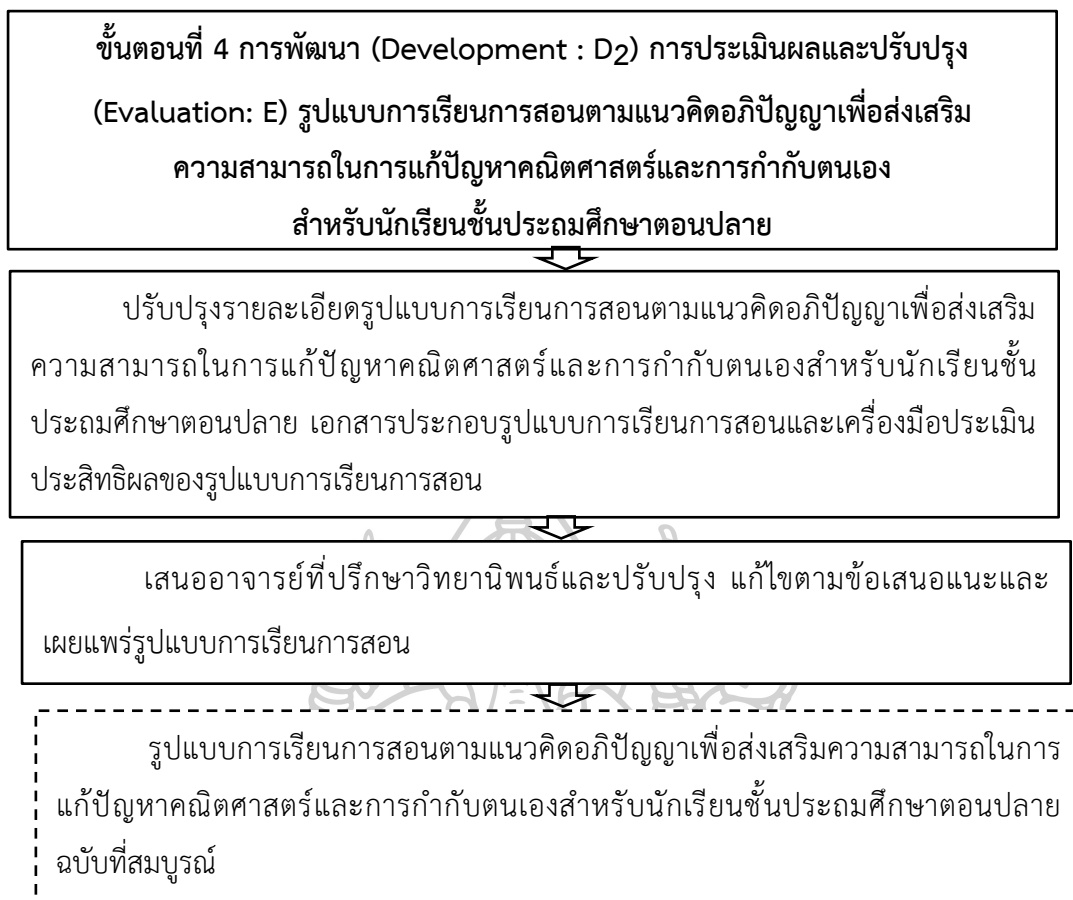 ขั้นตอนที่ 4 การพัฒนา (Development : D2) การประเมินผลและปรับปรุง
(Evaluation: E) รูปแบบการเรียนการสอนตามแนวคิดอภิปัญญาเพื่อส่งเสริม
ความสามารถในการแก้ปัญหาคณิตศาสตร์และการกำกับตนเอง
สำหรับนักเรียนชั้นประถมศึกษาตอนปลาย
ปรับปรุงรายละเอียดรูปแบบการเรียนการสอนตามแนวคิดอภิปัญญาเพื่อส่งเสริม
ความสามารถในการแก้ปัญหาคณิตศาสตร์และการกำกับตนเองสำหรับนักเรียนชั้น
ประถมศึกษาตอนปลาย เอกสารประกอบรูปแบบการเรียนการสอนและเครื่องมือประเมิน
ประสิทธิผลของรูปแบบการเรียนการสอน
เสนออาจารย์ที่ปรึกษาวิทยานิพนธ์และปรับปรุง แก้ไขตามข้อเสนอแนะและ
เผยแพร่รูปแบบการเรียนการสอน
รูปแบบการเรียนการสอนตามแนวคิดอภิปัญญาเพื่อส่งเสริมความสามารถในการ
แก้ปัญหาคณิตศาสตร์และการกำกับตนเองสำหรับนักเรียนชั้นประถมศึกษาตอนปลาย
ฉบับที่สมบูรณ์